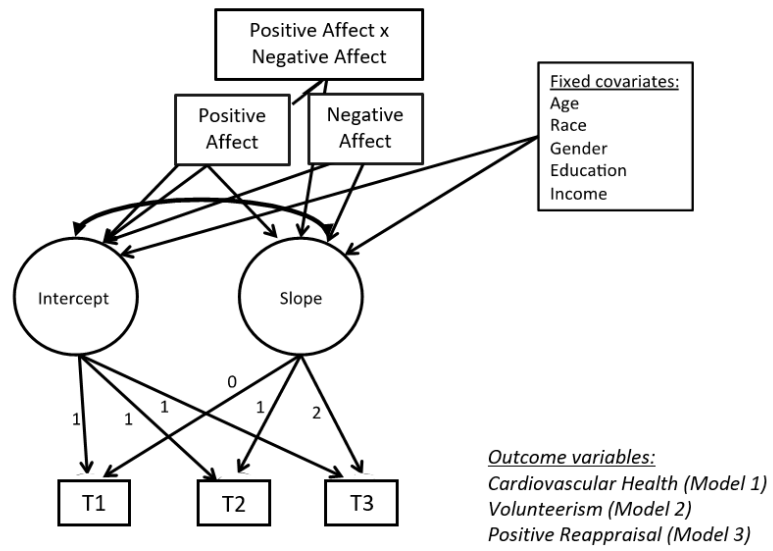 Positive Affect x
Negative Affect
Positive
Affect
Negative
Affect
Fixed covariates:
Age
Race
Gender
Education
Income
Intercept
Slope
0
1
1
1
1
2
T1
T2
T3
Outcome variables:
Cardiovascular Health (Model 1)
Volunteerism (Model 2)
Positive Reappraisal (Model 3)